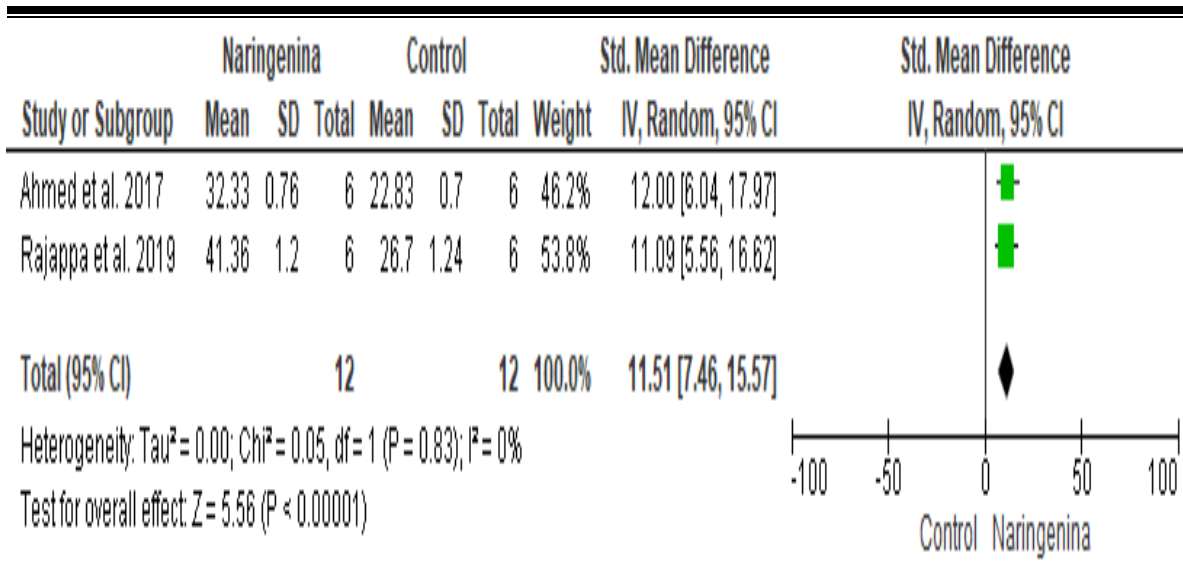 Naringenina Control Std. Mean Difference Std. Mean Difference
Study or Subgroup Mean SD Total Mean SD Total Weight IV, Random, 95% CI IV, Random, 95% CI
Ahmed et al. 2017 32.33 0.76 6 22.83 0.7 6 46.2% 12.00 [6.04, 17.97]
Rajappa et al. 2019 41.36 1.2 6 26.7 1.24 6 53.8% 11.09 [5.56, 16.62]
Total (95% CI) 12 12 100.0% 11.51 [7.46, 15.57]
Heterogeneity: Tau² = 0.00; Chi² = 0.05, df = 1 (P = 0.83); I² = 0%
Test for overall effect: Z = 5.56 (P < 0.00001)
-100 -50 0 50 100
Control Naringenina